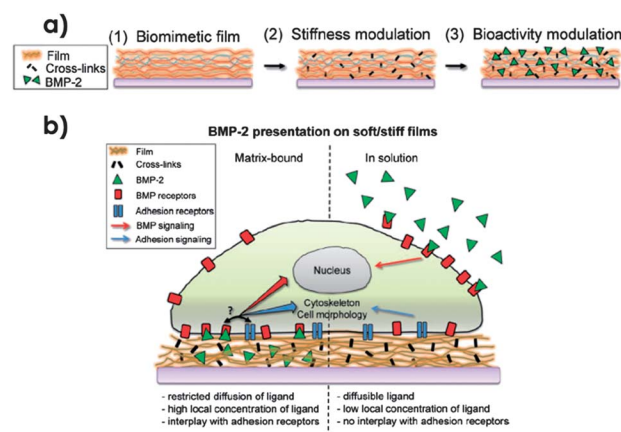 a)
(1) Biomimetic film
(2) Stiffness modulation
(3) Bioactivity modulation
Film
Cross-links
BMP-2
b)
BMP-2 presentation on soft/stiff films
Film
Cross-links
BMP-2
BMP receptors
Adhesion receptors
BMP signaling
Adhesion signaling
Matrix-bound
In solution
Nucleus
Cytoskeleton
Cell morphology
?
- restricted diffusion of ligand
- high local concentration of ligand
- interplay with adhesion receptors
- diffusible ligand
- low local concentration of ligand
- no interplay with adhesion receptors